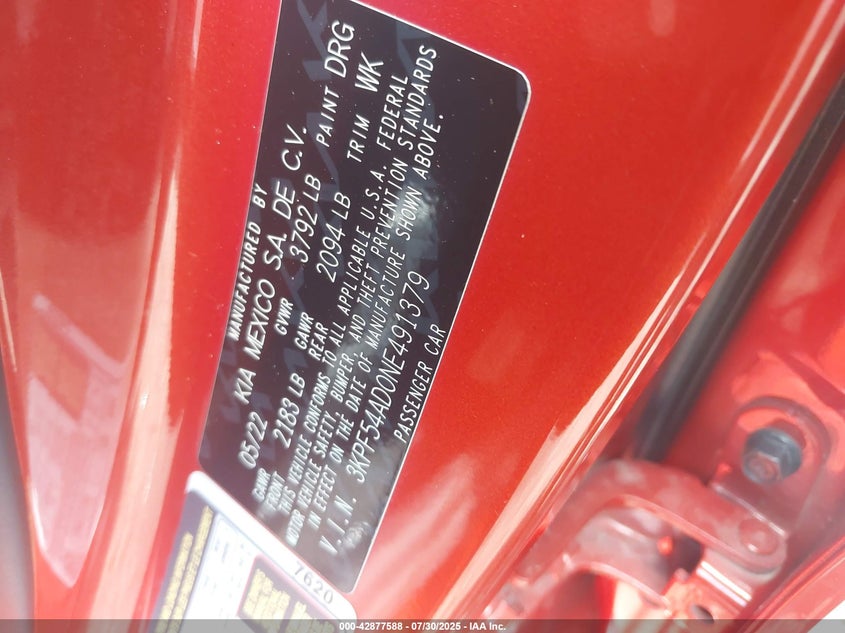 MANUFACTURED BY
05/22 KIA MEXICO S.A. DE C.V.
GVWR 3792 LB PAINT DRG
GAWR FRONT 2183 LB GAWR REAR 2094 LB TRIM WK
THIS VEHICLE CONFORMS TO ALL APPLICABLE U.S.A. FEDERAL
MOTOR VEHICLE SAFETY, BUMPER, AND THEFT PREVENTION STANDARDS
IN EFFECT ON THE DATE OF MANUFACTURE SHOWN ABOVE.
V.I.N. 3KPF54AD0NE491379
PASSENGER CAR
7620
000-42877588 - 07/30/2025 - IAA Inc.